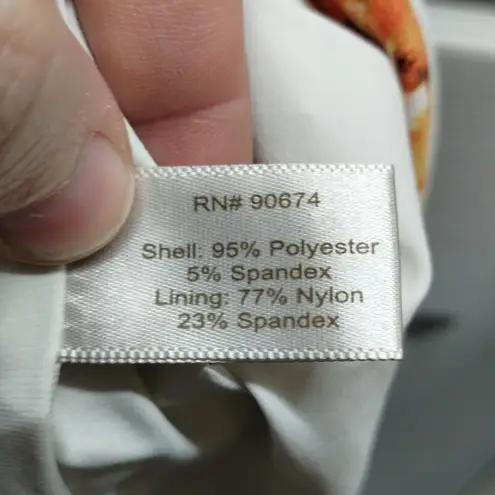 RN# 90674
Shell: 95% Polyester
5% Spandex
Lining: 77% Nylon
23% Spandex